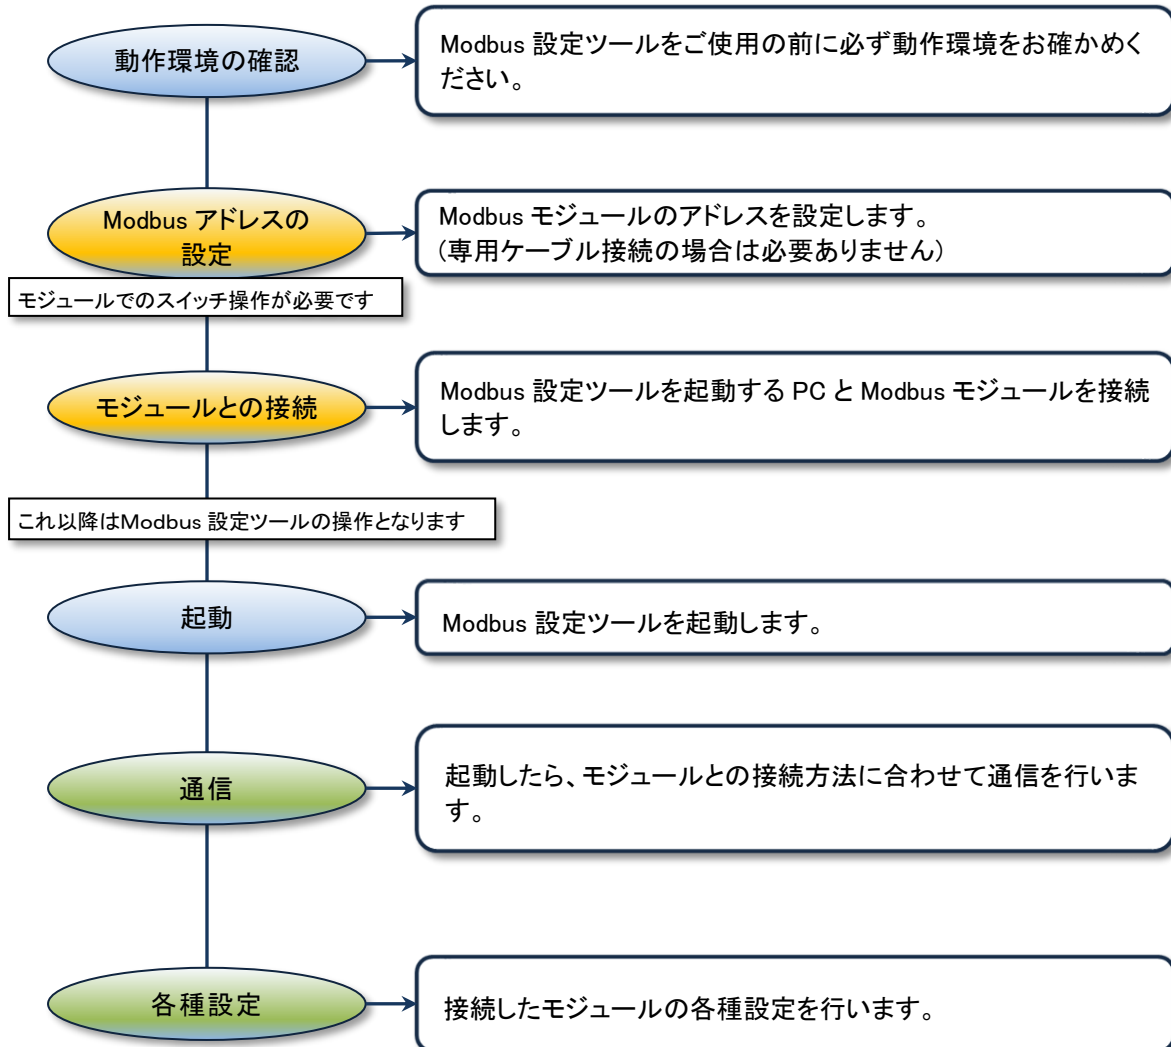 動作環境の確認
Modbus 設定ツールをご使用の前に必ず動作環境をお確かめく
ださい。
Modbus アドレスの
設定
Modbus モジュールのアドレスを設定します。
(専用ケーブル接続の場合は必要ありません)
モジュールでのスイッチ操作が必要です
モジュールとの接続
Modbus 設定ツールを起動する PC と Modbus モジュールを接続
します。
これ以降はModbus 設定ツールの操作となります
起動
Modbus 設定ツールを起動します。
通信
起動したら、モジュールとの接続方法に合わせて通信を行いま
す。
各種設定
接続したモジュールの各種設定を行います。